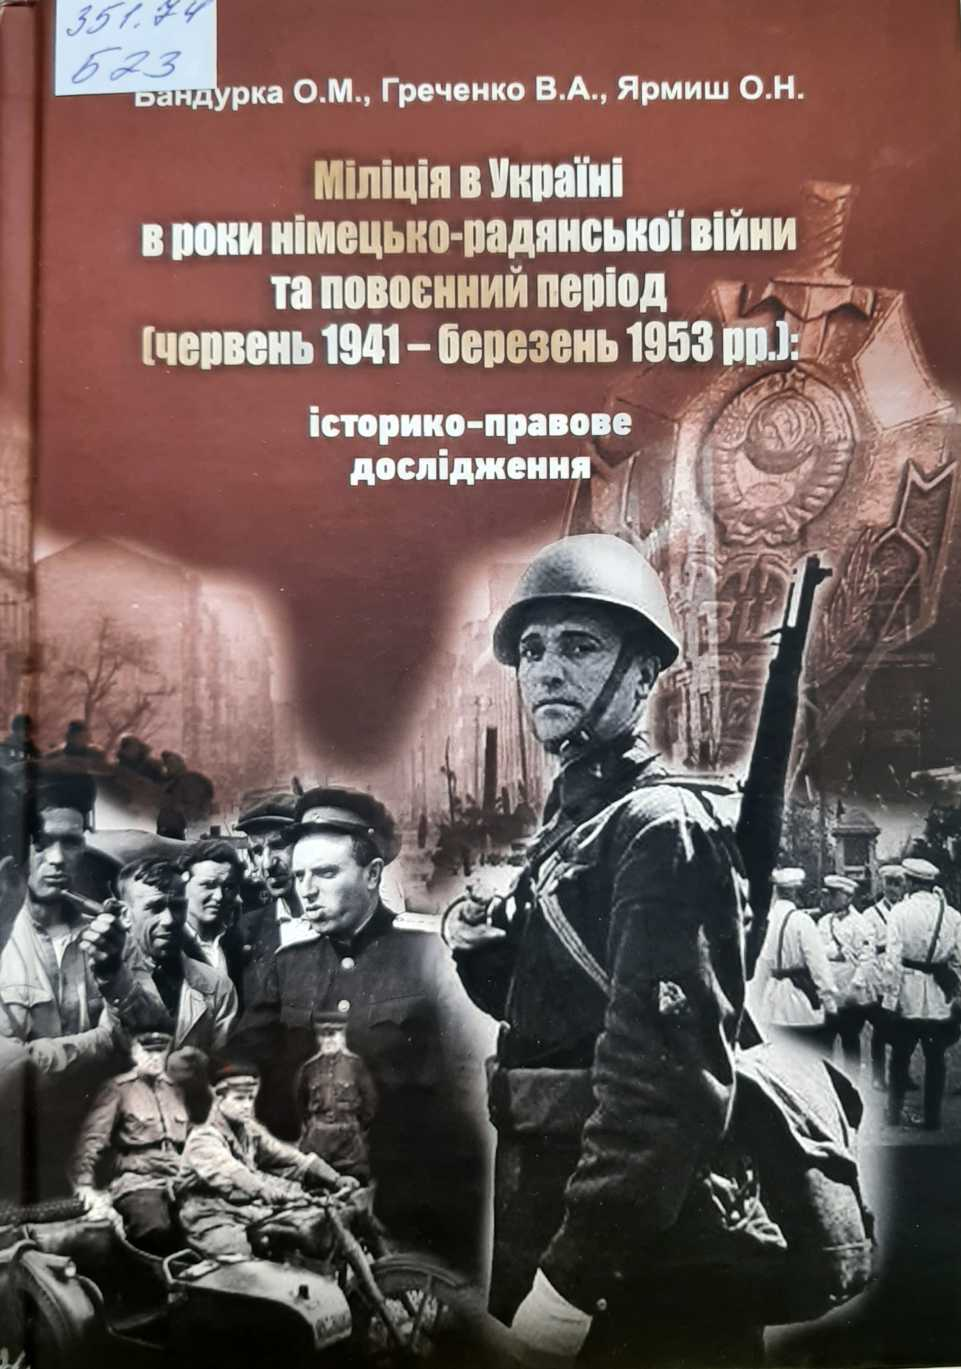 351.74
Б23
Бандурка О.М., Греченко В.А., Ярмиш О.Н.
Міліція в Україні
в роки німецько-радянської війни
та повоєнний період
(червень 1941 – березень 1953 рр.):
історико-правове
дослідження